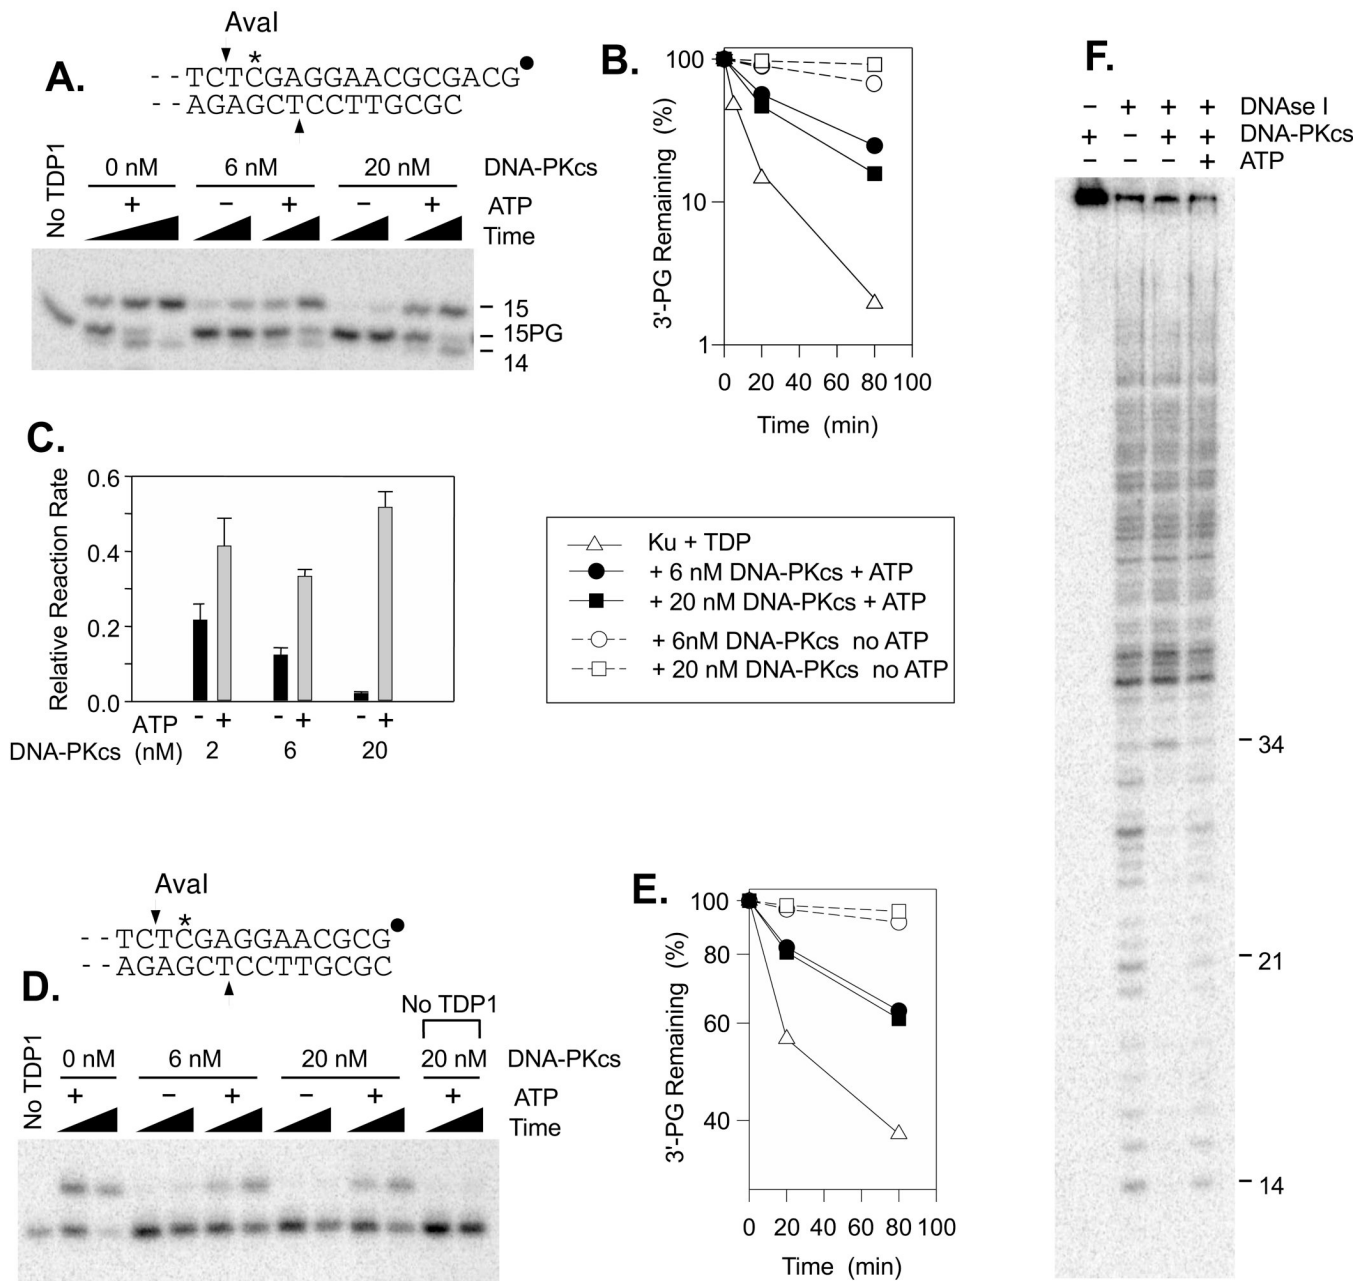 A.
AvaI
*
- - TCTCGAGGAACGCGACG
- - AGAGCTCCTTGCGC
No TDP1
0 nM 6 nM 20 nM DNA-PKcs
+ − + − + ATP
Time
15
15PG
14
B.
3'-PG Remaining (%)
100
10
1
0 20 40 60 80 100
Time (min)
C.
Relative Reaction Rate
0.6
0.4
0.2
0.0
ATP - + - + - +
DNA-PKcs (nM) 2 6 20
Ku + TDP
+ 6 nM DNA-PKcs + ATP
+ 20 nM DNA-PKcs + ATP
+ 6nM DNA-PKcs no ATP
+ 20 nM DNA-PKcs no ATP
D.
AvaI
*
- - TCTCGAGGAACGCG
- - AGAGCTCCTTGCGC
No TDP1
No TDP1
0 nM 6 nM 20 nM 20 nM DNA-PKcs
+ − + − + + ATP
Time
E.
3'-PG Remaining (%)
100
80
60
40
0 20 40 60 80 100
Time (min)
F.
− + + + DNAse I
+ − + + DNA-PKcs
− − − + ATP
34
21
14